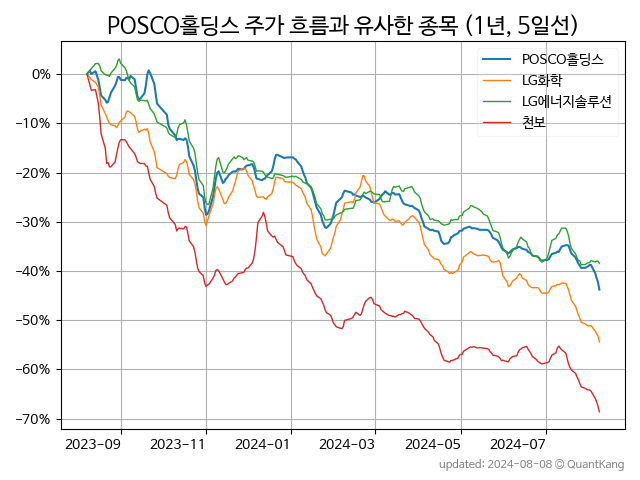 POSCO홀딩스 주가 흐름과 유사한 종목 (1년, 5일선)
POSCO홀딩스
LG화학
LG에너지솔루션
천보
0%
−10%
−20%
−30%
−40%
−50%
−60%
−70%
2023-09
2023-11
2024-01
2024-03
2024-05
2024-07
updated: 2024-08-08 © QuantKang